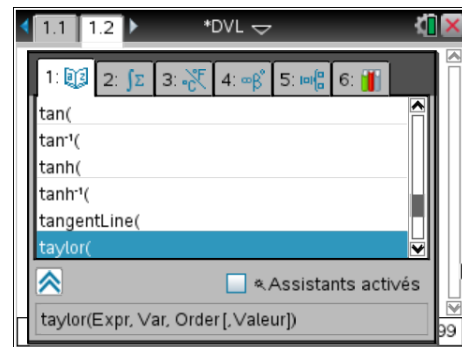 1.1 1.2 *DVL
1: 2: ∫Σ 3: °C°F 4: ∞β° 5: 6:
tan(
tan⁻¹(
tanh(
tanh⁻¹(
tangentLine(
taylor(
Assistants activés
taylor(Expr, Var, Order[,Valeur])
99